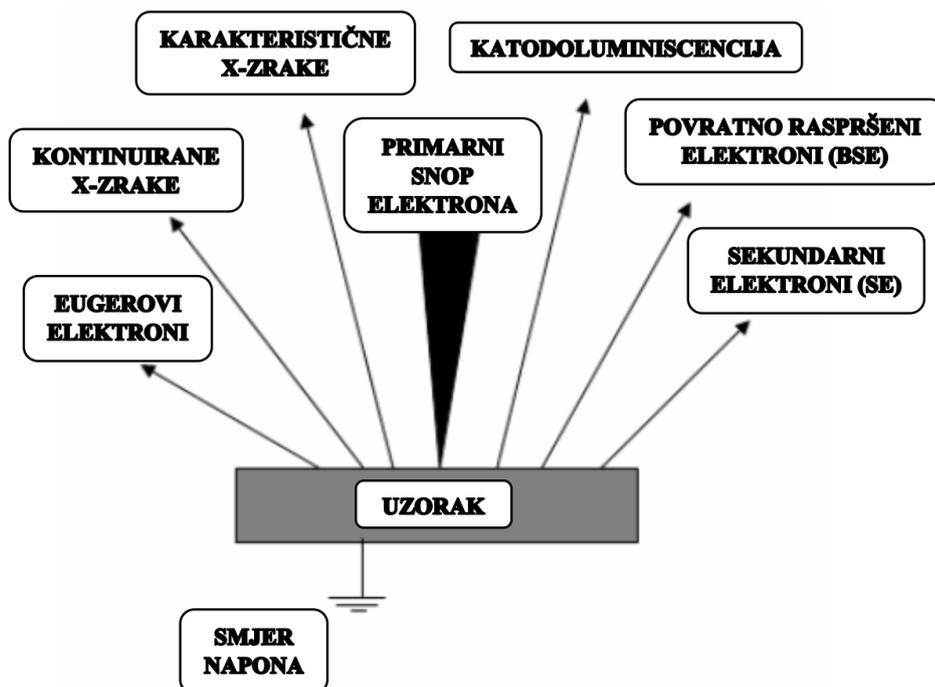 KARAKTERISTIČNE
X-ZRAKE
KATODOLUMINISCENCIJA
KONTINUIRANE
X-ZRAKE
PRIMARNI
SNOP
ELEKTRONA
POVRATNO RASPRŠENI
ELEKTRONI (BSE)
EUGEROVI
ELEKTRONI
SEKUNDARNI
ELEKTRONI (SE)
UZORAK
SMJER
NAPONA